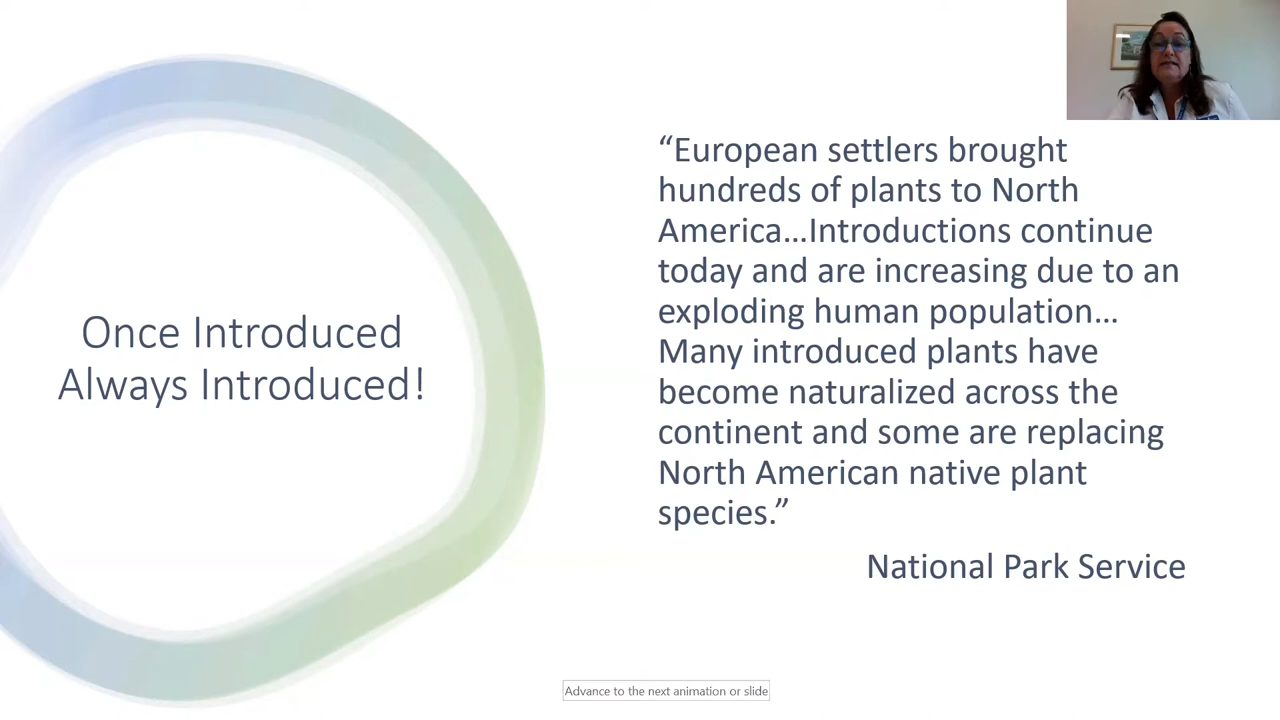 Once Introduced
Always Introduced!
“European settlers brought
hundreds of plants to North
America…Introductions continue
today and are increasing due to an
exploding human population…
Many introduced plants have
become naturalized across the
continent and some are replacing
North American native plant
species.”
National Park Service
Advance to the next animation or slide